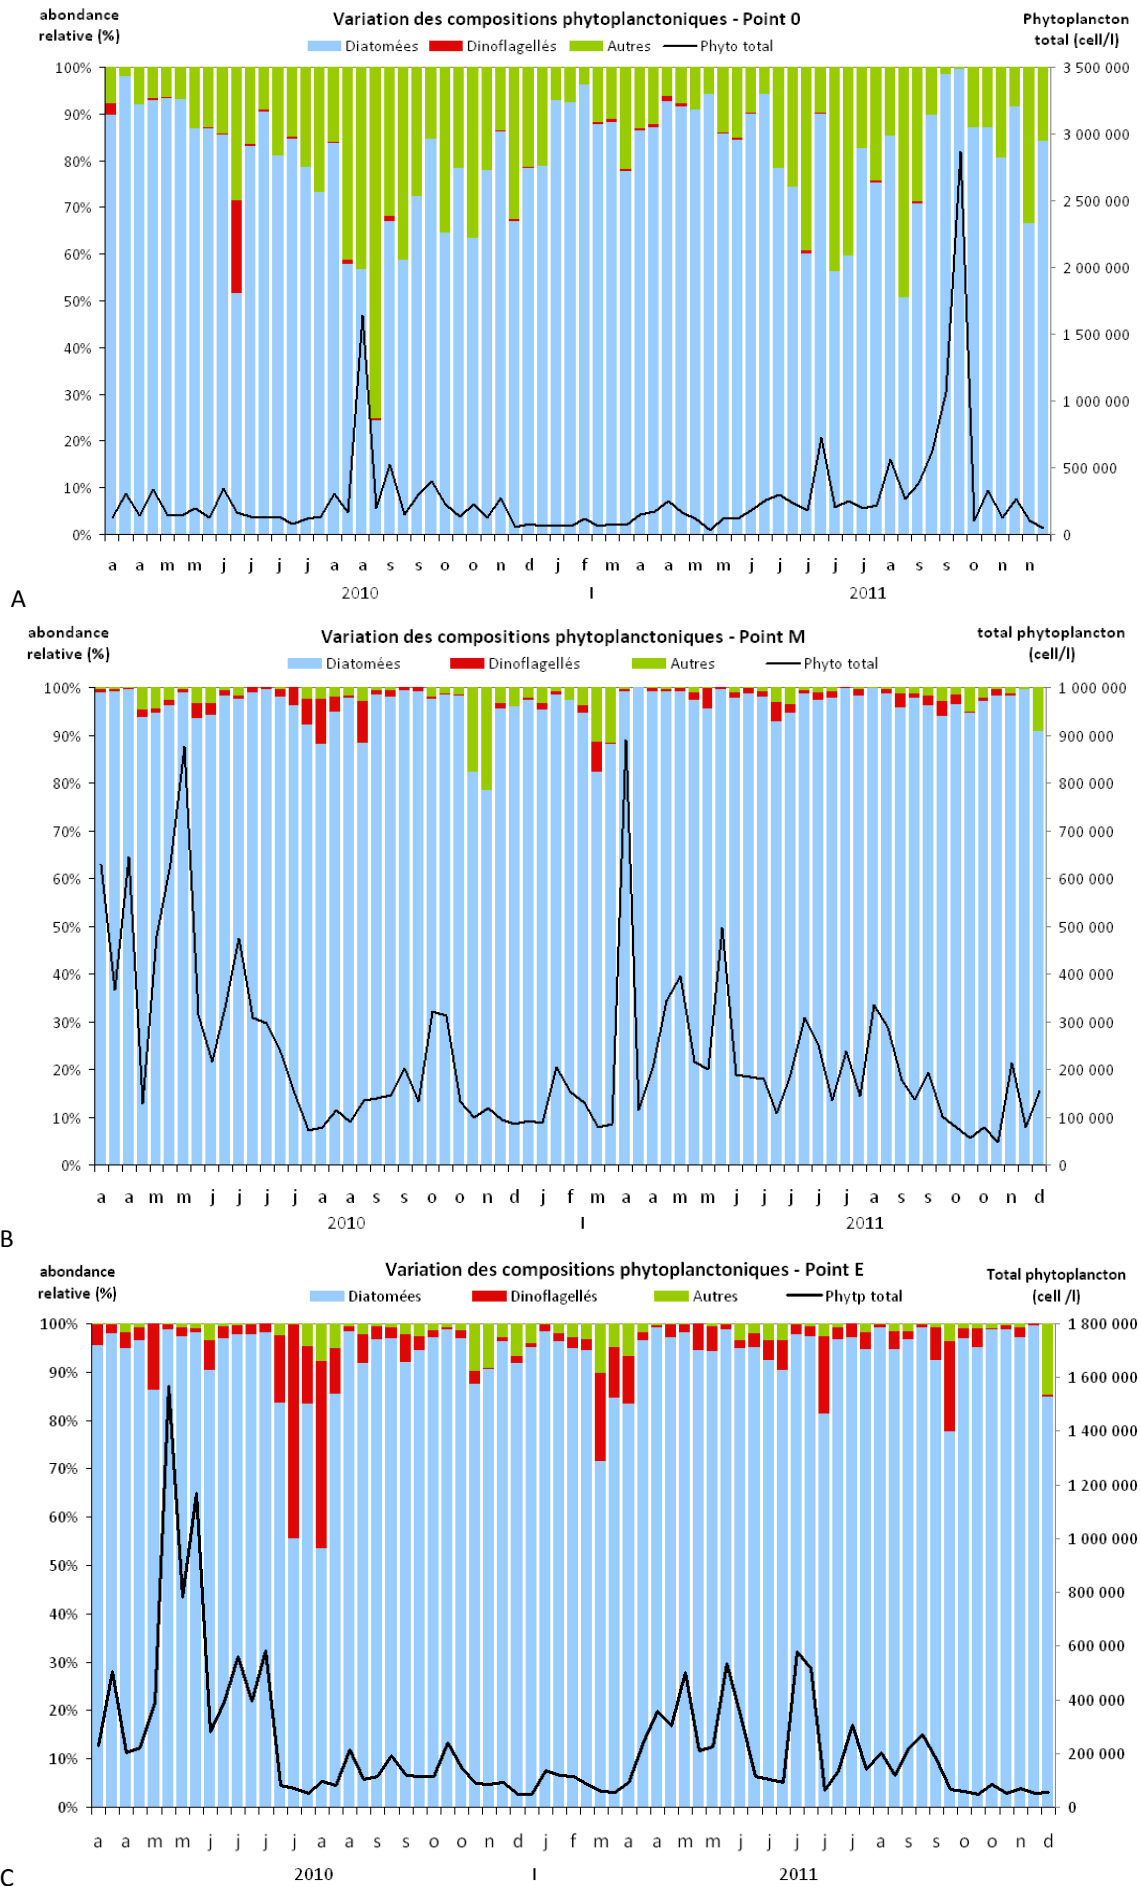 abondance
relative (%)
Variation des compositions phytoplanctoniques - Point 0
Phytoplancton
total (cell/l)
Diatomées Dinoflagellés Autres Phyto total
100% 3 500 000
90% 3 000 000
80%
70% 2 500 000
60% 2 000 000
50%
1 500 000
40%
30% 1 000 000
20%
10% 500 000
0% 0
a a m m j j j j a a s s o o n d j f m a a m m j j j j a s s o n n
2010 I 2011
A
abondance
relative (%)
Variation des compositions phytoplanctoniques - Point M
total phytoplancton
(cell/l)
Diatomées Dinoflagellés Autres Phyto total
100% 1 000 000
90% 900 000
80% 800 000
70% 700 000
60% 600 000
50% 500 000
40% 400 000
30% 300 000
20% 200 000
10% 100 000
0% 0
a a m m j j j j a a s s o o n d j f m a a m m j j j j a s s o o n d
2010 I 2011
B
abondance
relative (%)
Variation des compositions phytoplanctoniques - Point E
Total phytoplancton
(cell /l)
Diatomées Dinoflagellés Autres Phytp total
100% 1 800 000
90% 1 600 000
80% 1 400 000
70% 1 200 000
60% 1 000 000
50%
800 000
40%
30% 600 000
20% 400 000
10% 200 000
0% 0
a a m m j j j j a a s s o o n d j f m a a m m j j j j a s s o o n d
2010 I 2011
C